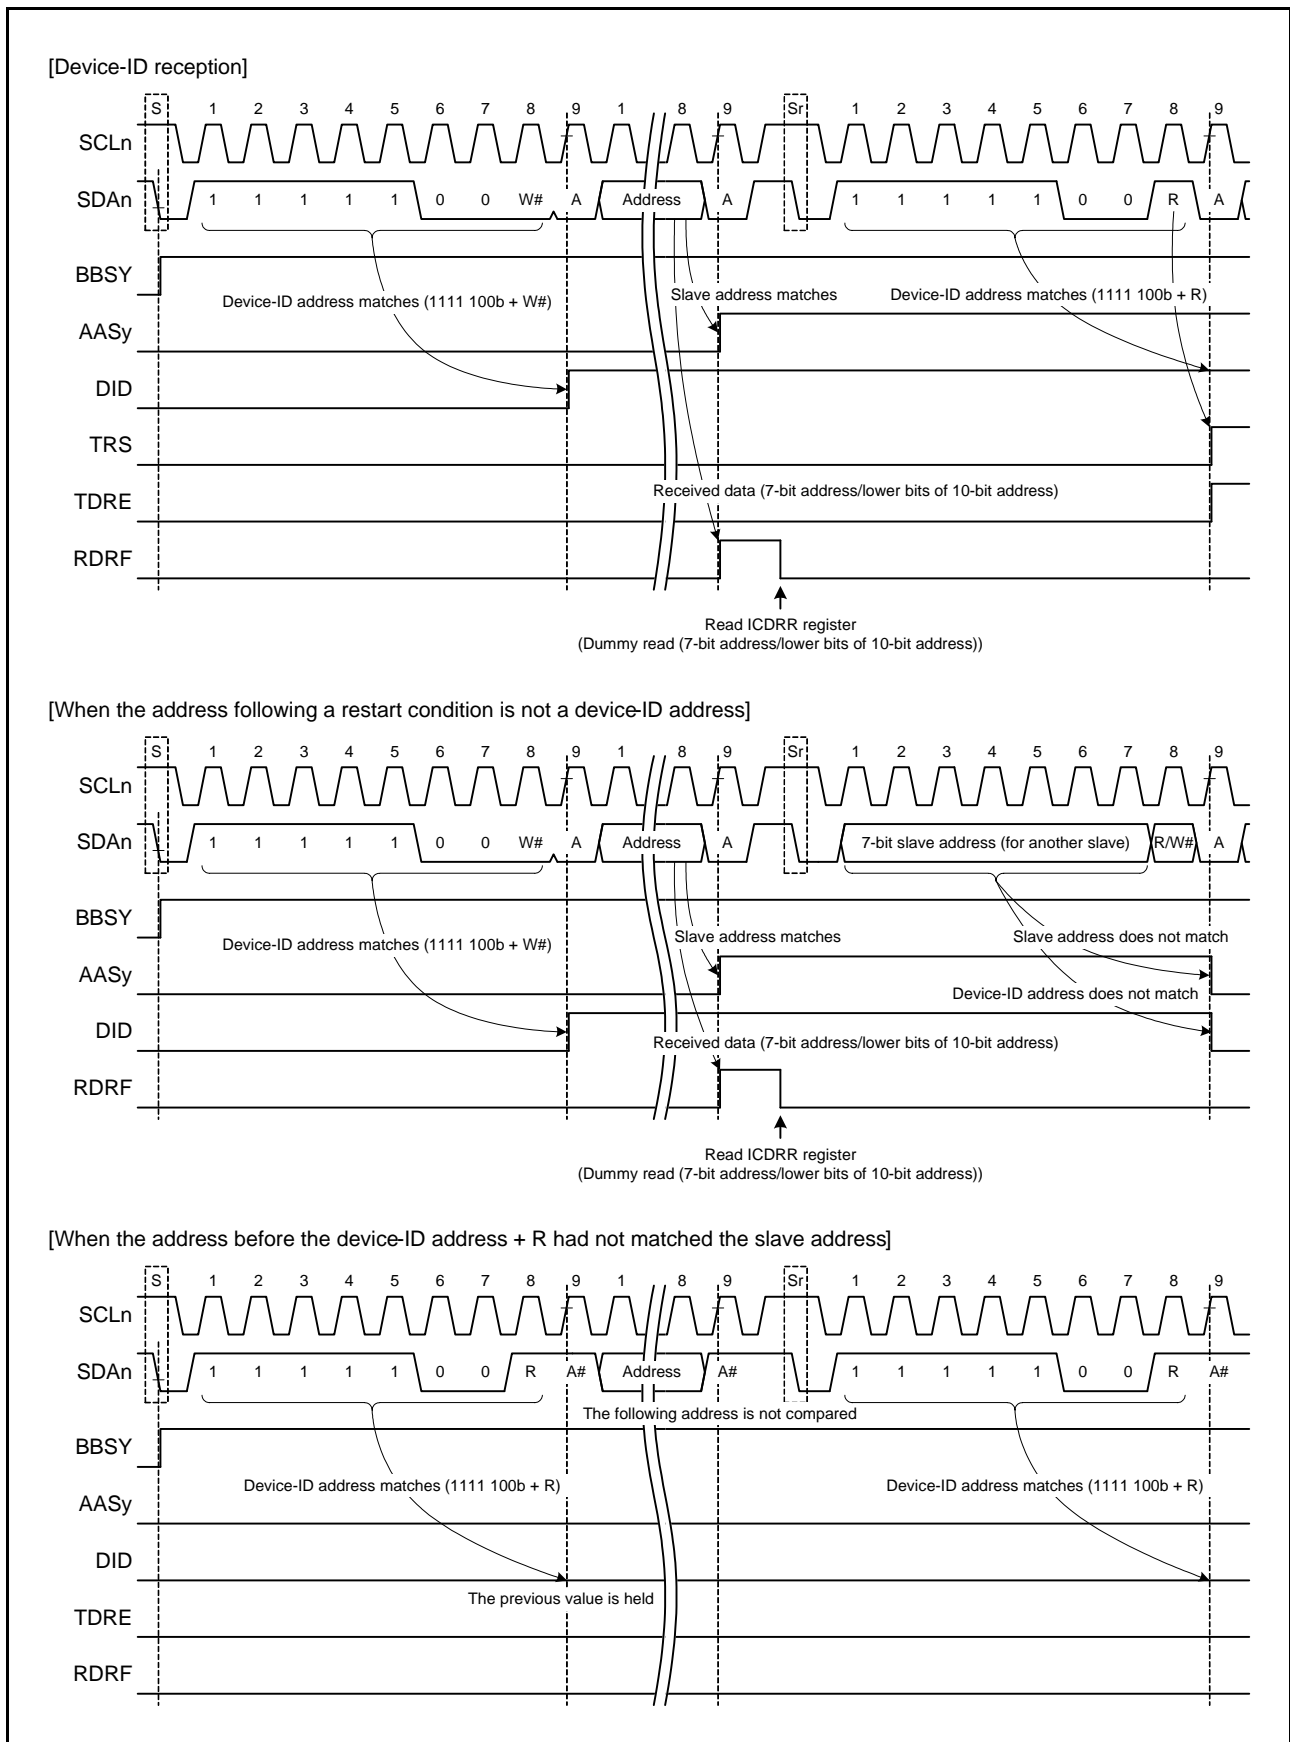 [Device-ID reception]
S 1 2 3 4 5 6 7 8 9 1 8 9 Sr 1 2 3 4 5 6 7 8 9
SCLn
SDAn 1 1 1 1 1 0 0 W# A Address A 1 1 1 1 1 0 0 R A
BBSY
Device-ID address matches (1111 100b + W#) Slave address matches Device-ID address matches (1111 100b + R)
AASy
DID
TRS
Received data (7-bit address/lower bits of 10-bit address)
TDRE
RDRF
Read ICDRR register
(Dummy read (7-bit address/lower bits of 10-bit address))
[When the address following a restart condition is not a device-ID address]
S 1 2 3 4 5 6 7 8 9 1 8 9 Sr 1 2 3 4 5 6 7 8 9
SCLn
SDAn 1 1 1 1 1 0 0 W# A Address A 7-bit slave address (for another slave) R/W# A
BBSY
Device-ID address matches (1111 100b + W#) Slave address matches Slave address does not match
AASy
Device-ID address does not match
DID
Received data (7-bit address/lower bits of 10-bit address)
RDRF
Read ICDRR register
(Dummy read (7-bit address/lower bits of 10-bit address))
[When the address before the device-ID address + R had not matched the slave address]
S 1 2 3 4 5 6 7 8 9 1 8 9 Sr 1 2 3 4 5 6 7 8 9
SCLn
SDAn 1 1 1 1 1 0 0 R A# Address A# 1 1 1 1 1 0 0 R A#
The following address is not compared
BBSY
Device-ID address matches (1111 100b + R) Device-ID address matches (1111 100b + R)
AASy
DID
The previous value is held
TDRE
RDRF